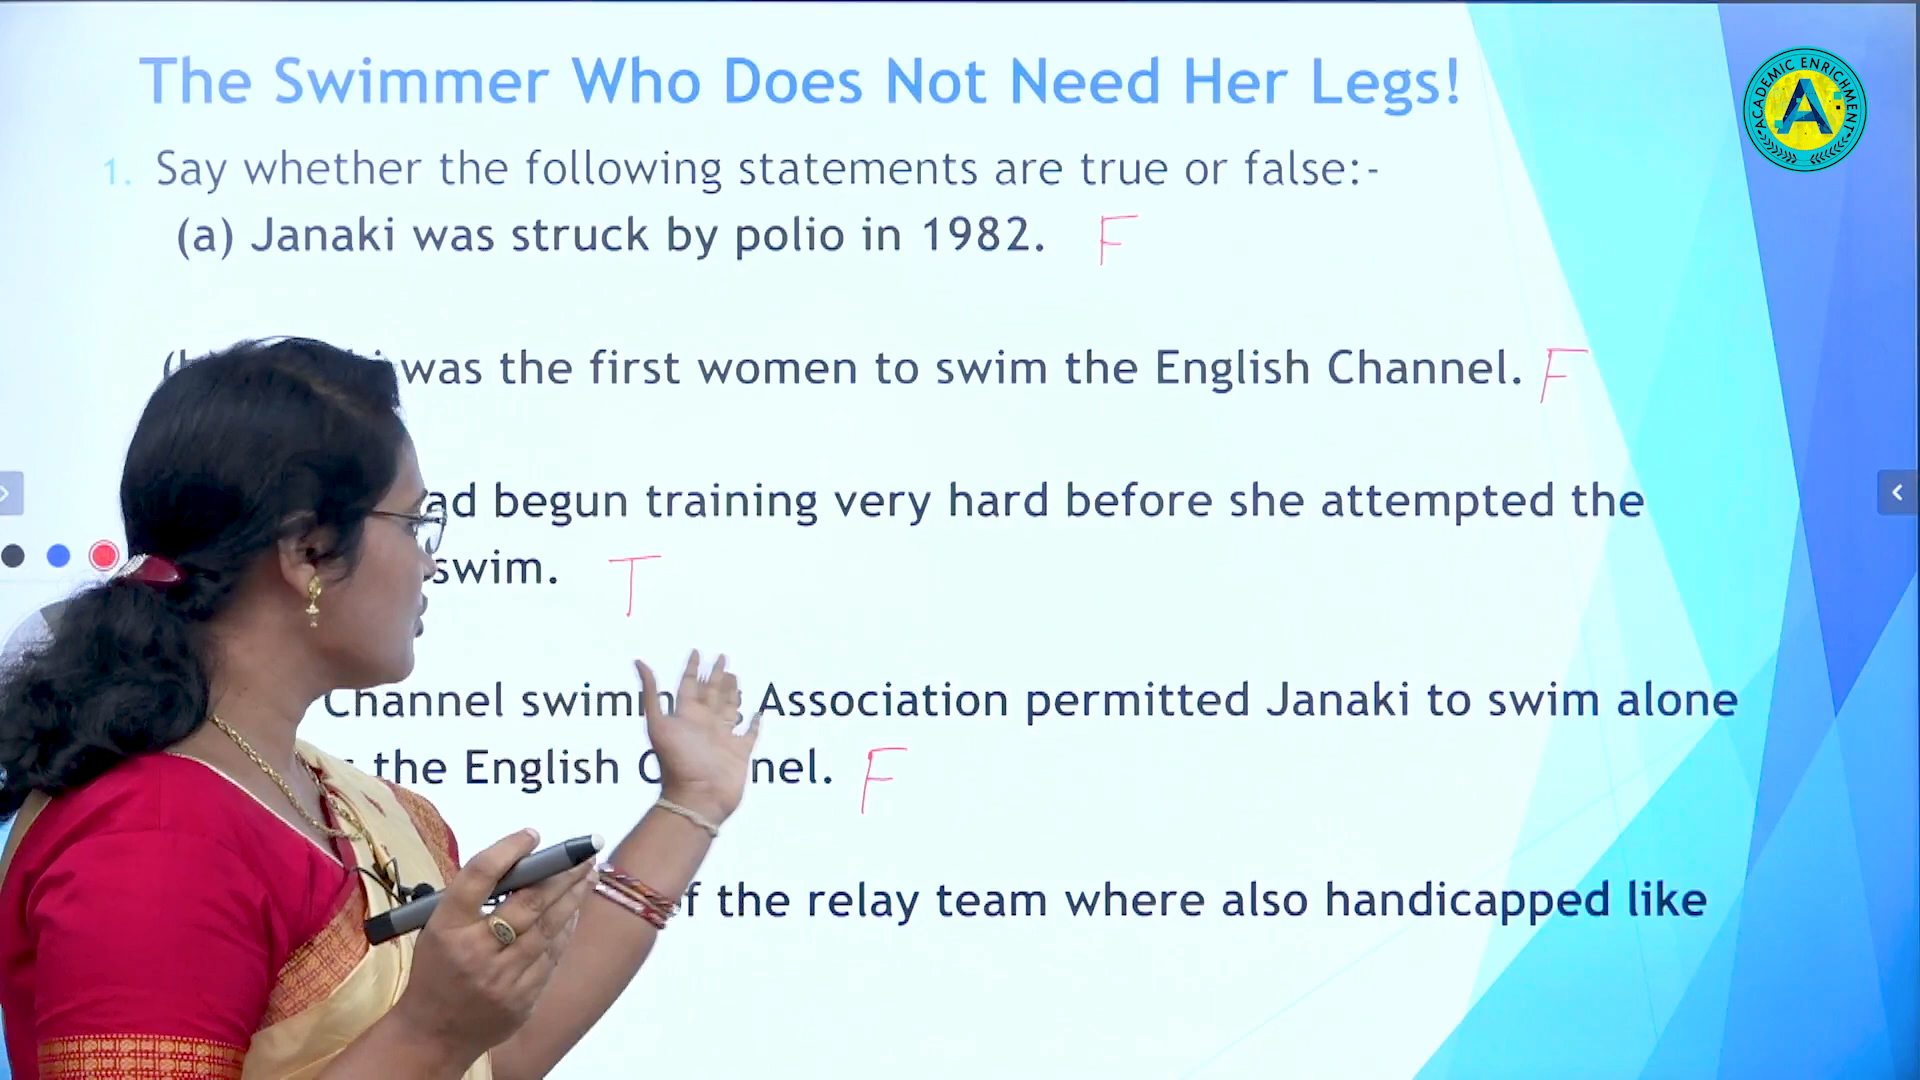 The Swimmer Who Does Not Need Her Legs!
ACADEMIC ENRICHMENT
A
1. Say whether the following statements are true or false:-
(a) Janaki was struck by polio in 1982. F
was the first women to swim the English Channel. F
begun training very hard before she attempted the
swim. T
Channel Association permitted Janaki to swim alone
the English F
the relay team where also handicapped like